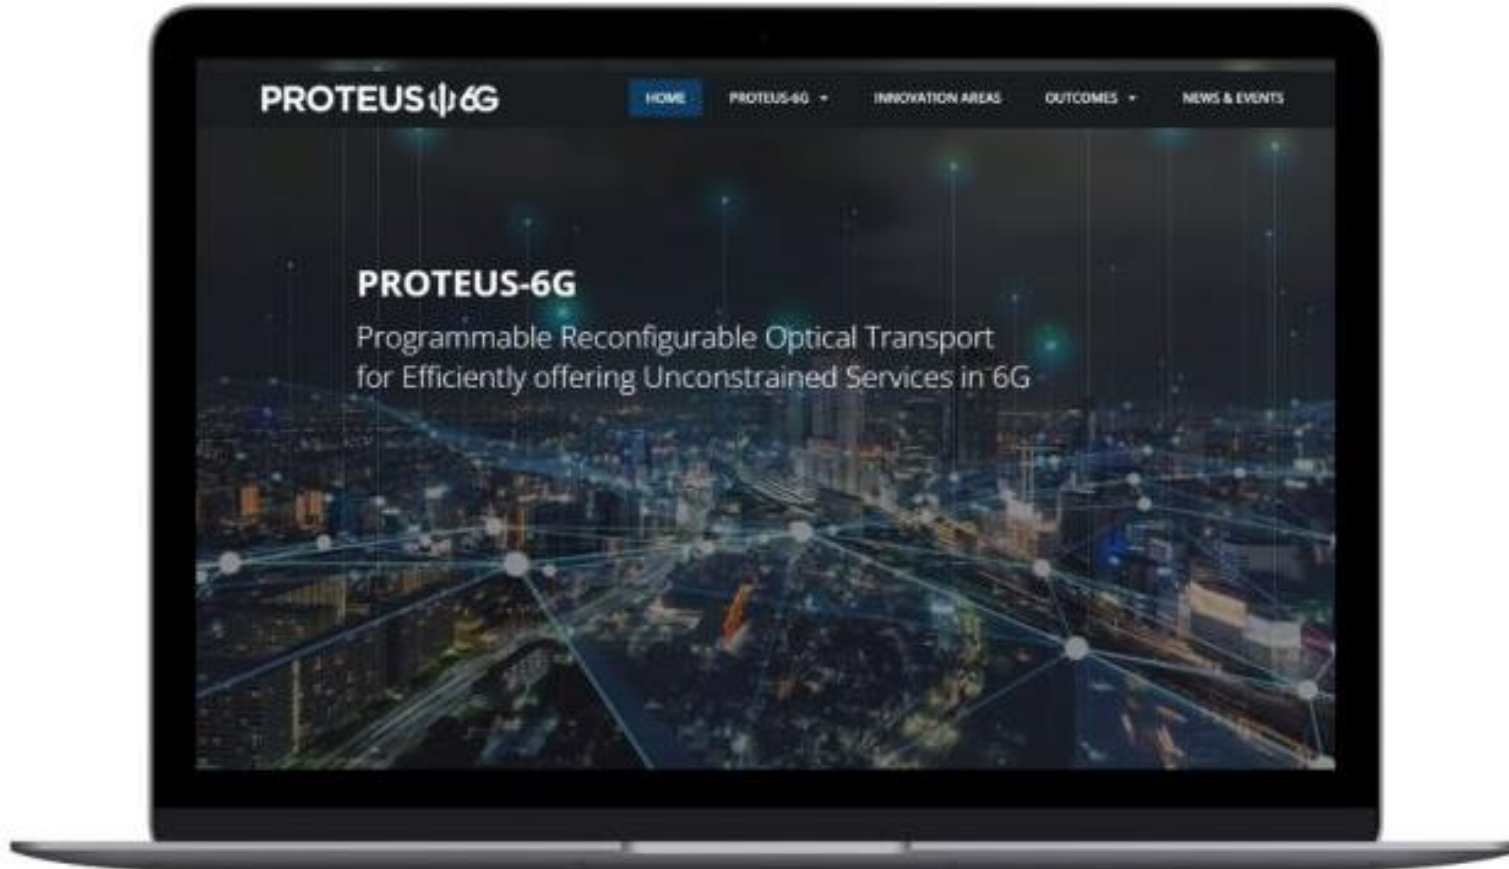 PROTEUS 6G
HOME PROTEUS-6G INNOVATION AREAS OUTCOMES NEWS & EVENTS
PROTEUS-6G
Programmable Reconfigurable Optical Transport
for Efficiently offering Unconstrained Services in 6G